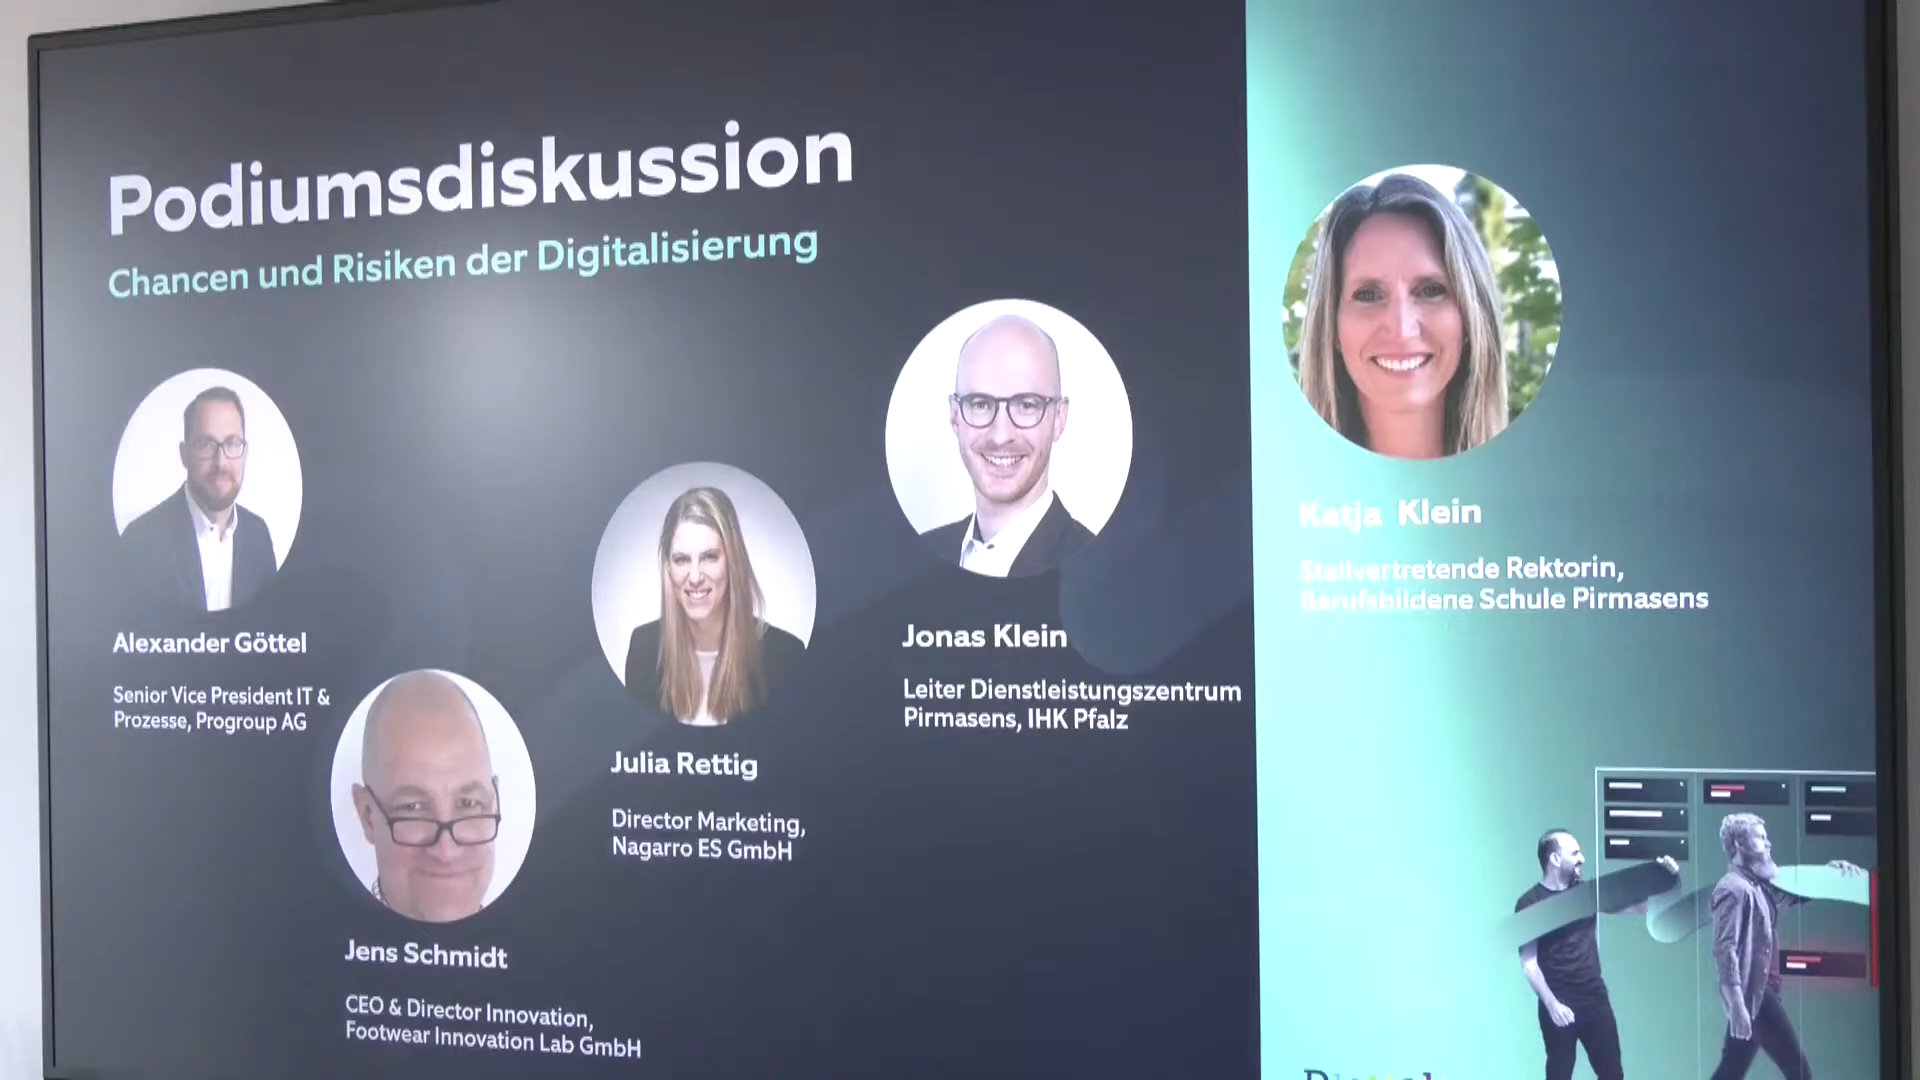 Podiumsdiskussion
Chancen und Risiken der Digitalisierung
Alexander Göttel
Senior Vice President IT &
Prozesse, Progroup AG
Jens Schmidt
CEO & Director Innovation,
Footwear Innovation Lab GmbH
Julia Rettig
Director Marketing,
Nagarro ES GmbH
Jonas Klein
Leiter Dienstleistungszentrum
Pirmasens, IHK Pfalz
Katja Klein
Stellvertretende Rektorin,
Berufsbildene Schule Pirmasens